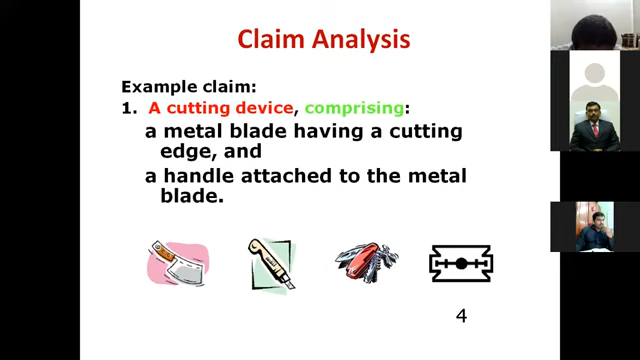 Claim Analysis
Example claim:
1. A cutting device, comprising:
a metal blade having a cutting
edge, and
a handle attached to the metal
blade.
4